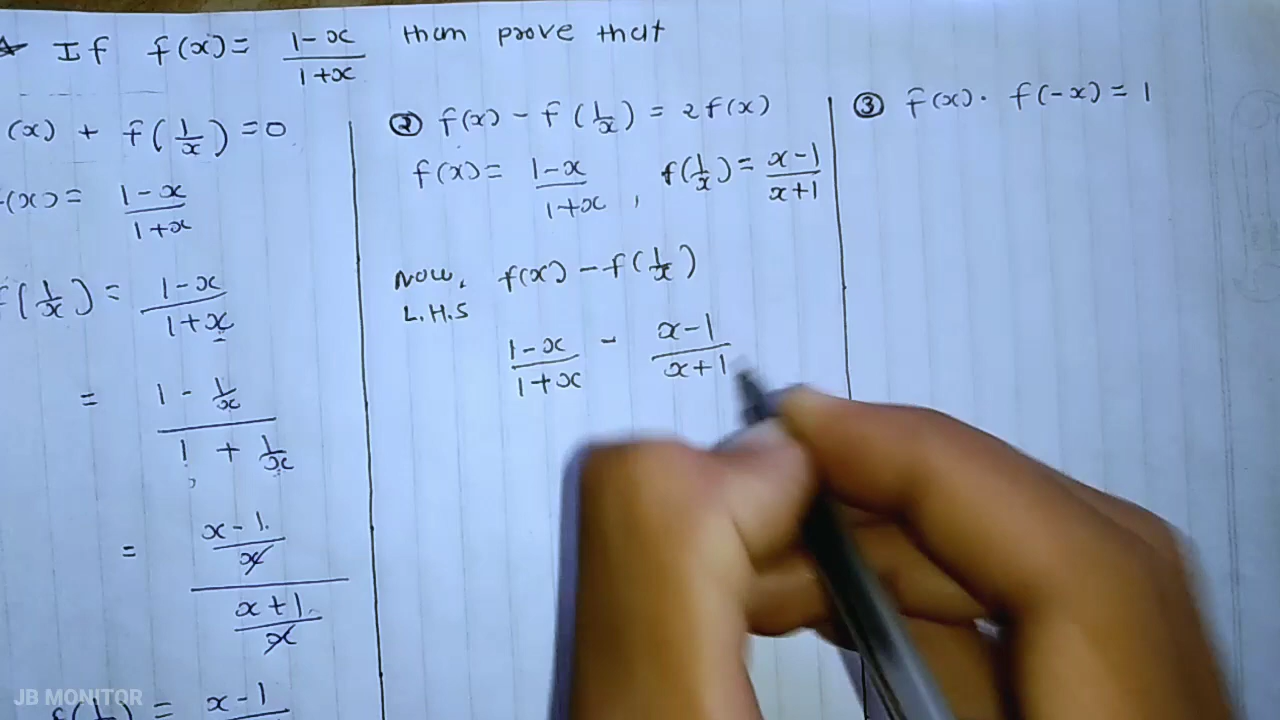 If f(x) = 1-x / 1+x then prove that
(x) + f(1/x) = 0
f(x) = 1-x / 1+x
f(1/x) = 1-x / 1+x
= 1 - 1/x / 1 + 1/x
= x-1/x / x+1/x
f(1/x) = x-1
② f(x) - f(1/x) = 2f(x)
f(x) = 1-x / 1+x , f(1/x) = x-1 / x+1
Now, f(x) - f(1/x)
L.H.S
1-x / 1+x - x-1 / x+1
③ f(x). f(-x) = 1
JB MONITOR